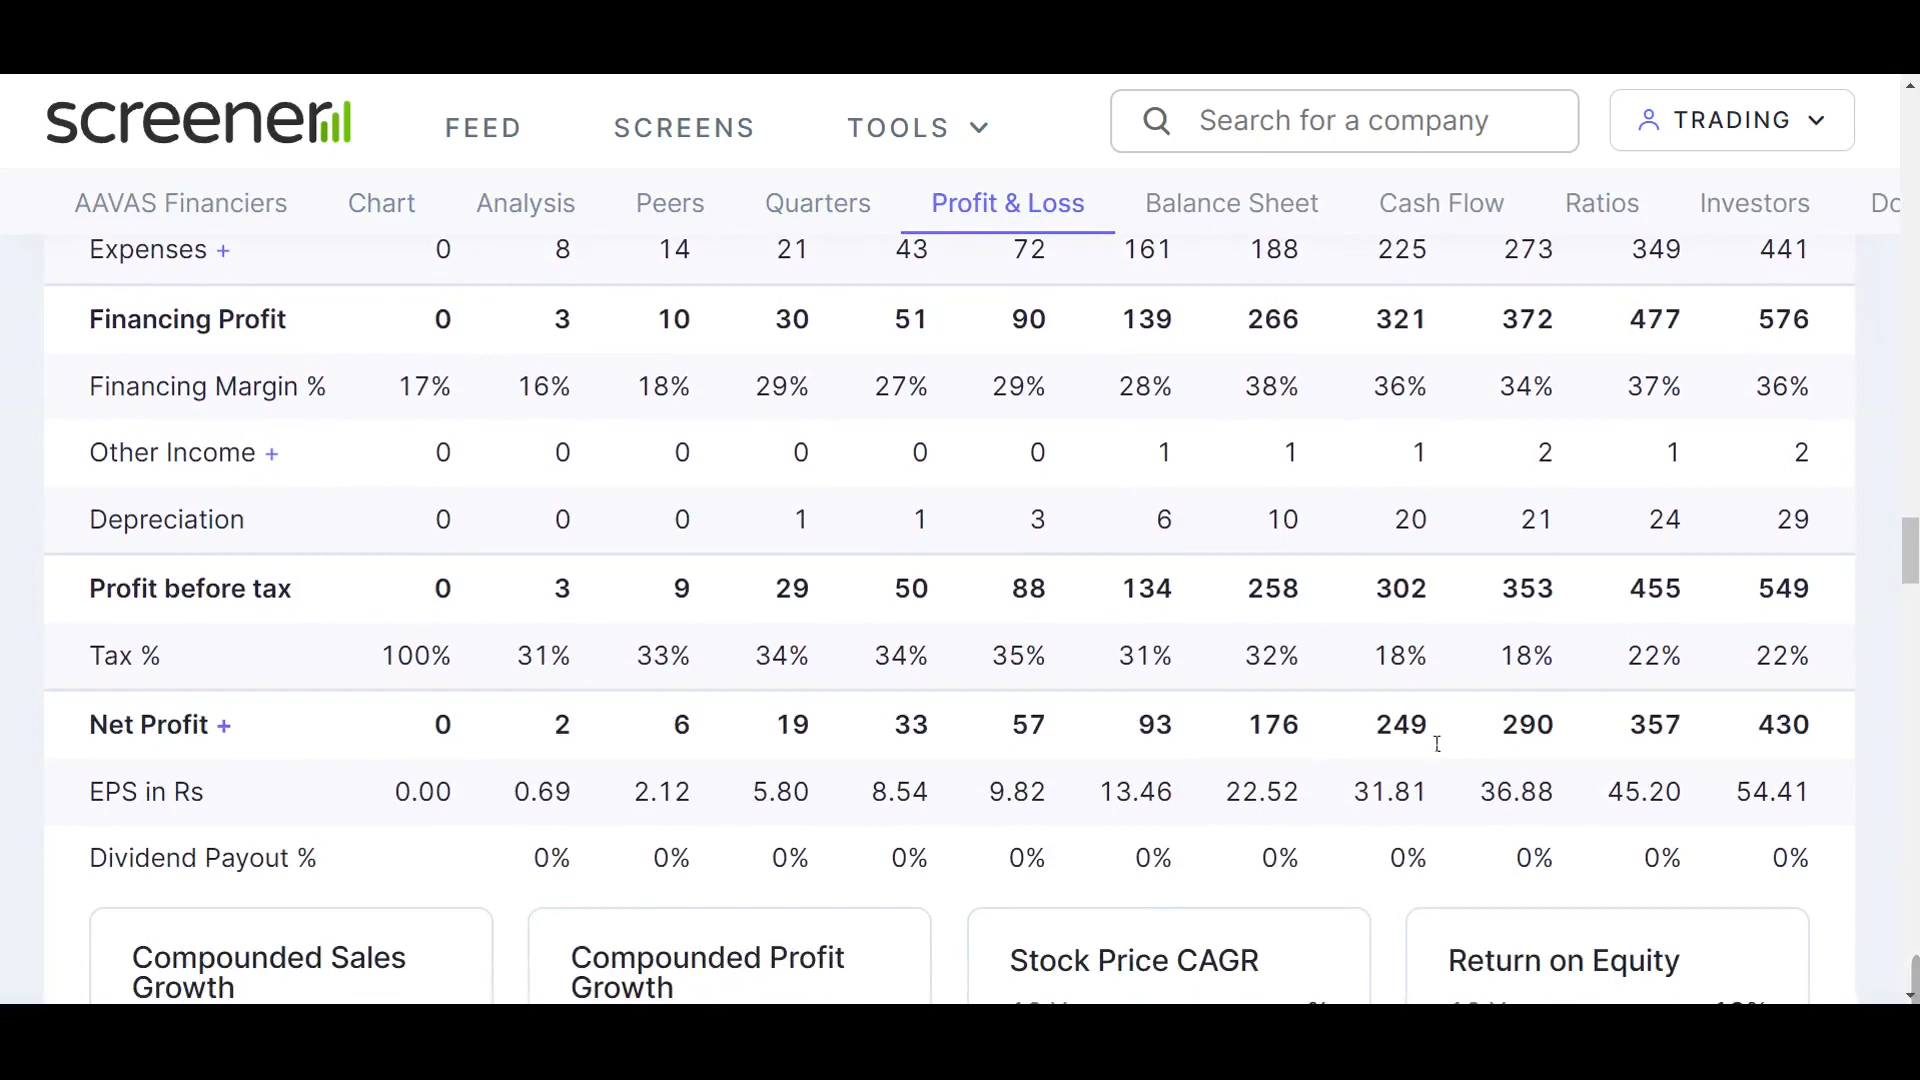 screener
FEED SCREENS TOOLS Search for a company TRADING
AAVAS Financiers Chart Analysis Peers Quarters Profit & Loss Balance Sheet Cash Flow Ratios Investors Do
Expenses + 0 8 14 21 43 72 161 188 225 273 349 441
Financing Profit 0 3 10 30 51 90 139 266 321 372 477 576
Financing Margin % 17% 16% 18% 29% 27% 29% 28% 38% 36% 34% 37% 36%
Other Income + 0 0 0 0 0 0 1 1 1 2 1 2
Depreciation 0 0 0 1 1 3 6 10 20 21 24 29
Profit before tax 0 3 9 29 50 88 134 258 302 353 455 549
Tax % 100% 31% 33% 34% 34% 35% 31% 32% 18% 18% 22% 22%
Net Profit + 0 2 6 19 33 57 93 176 249 290 357 430
EPS in Rs 0.00 0.69 2.12 5.80 8.54 9.82 13.46 22.52 31.81 36.88 45.20 54.41
Dividend Payout % 0% 0% 0% 0% 0% 0% 0% 0% 0% 0% 0%
Compounded Sales Compounded Profit Stock Price CAGR Return on Equity
Growth Growth